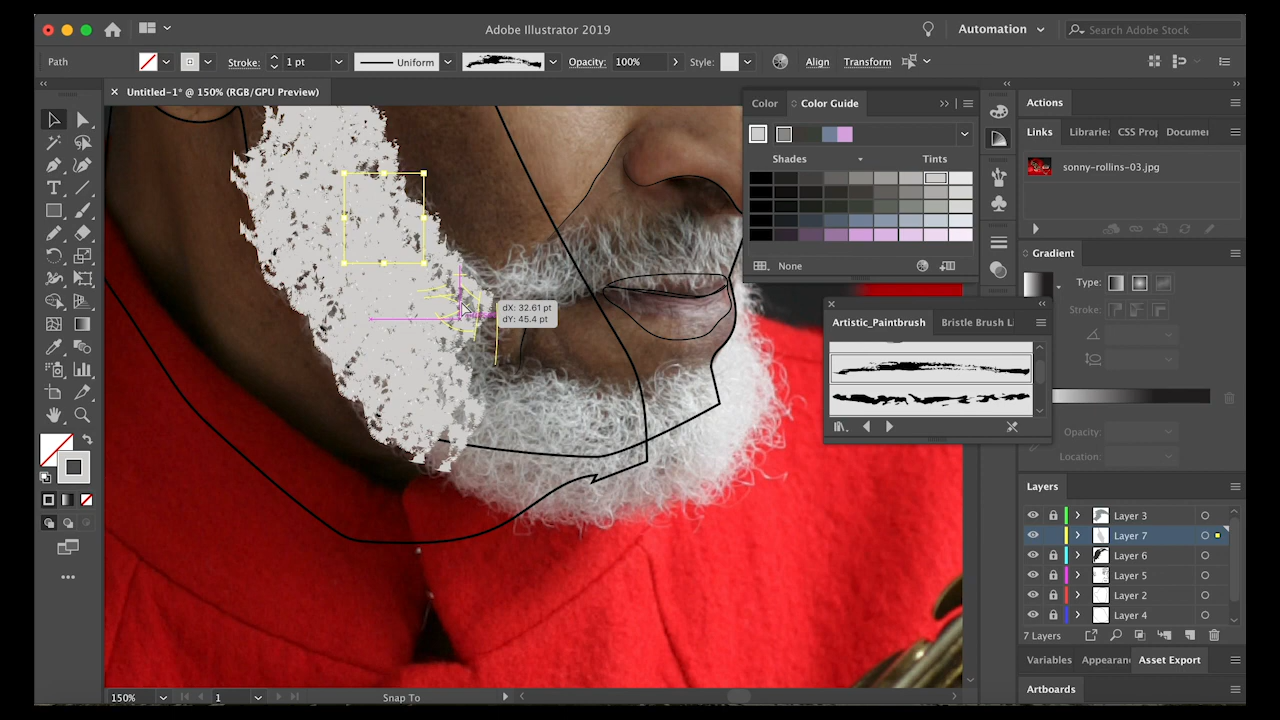 Adobe Illustrator 2019
Automation
Search Adobe Stock
Path
Stroke:
1 pt
Uniform
Opacity:
100%
Style:
Align
Transform
Untitled-1* @ 150% (RGB/GPU Preview)
Color
Color Guide
Shades
Tints
None
Actions
Links
Libraries
CSS Prop
Documen
sonny-rollins-03.jpg
Gradient
Type:
Stroke:
Opacity:
Location:
dX: 32.61 pt
dY: 45.4 pt
Artistic_Paintbrush
Bristle Brush Li
Layers
Layer 3
Layer 7
Layer 6
Layer 5
Layer 2
Layer 4
7 Layers
Variables
Appearan
Asset Export
Artboards
150%
1
Snap To